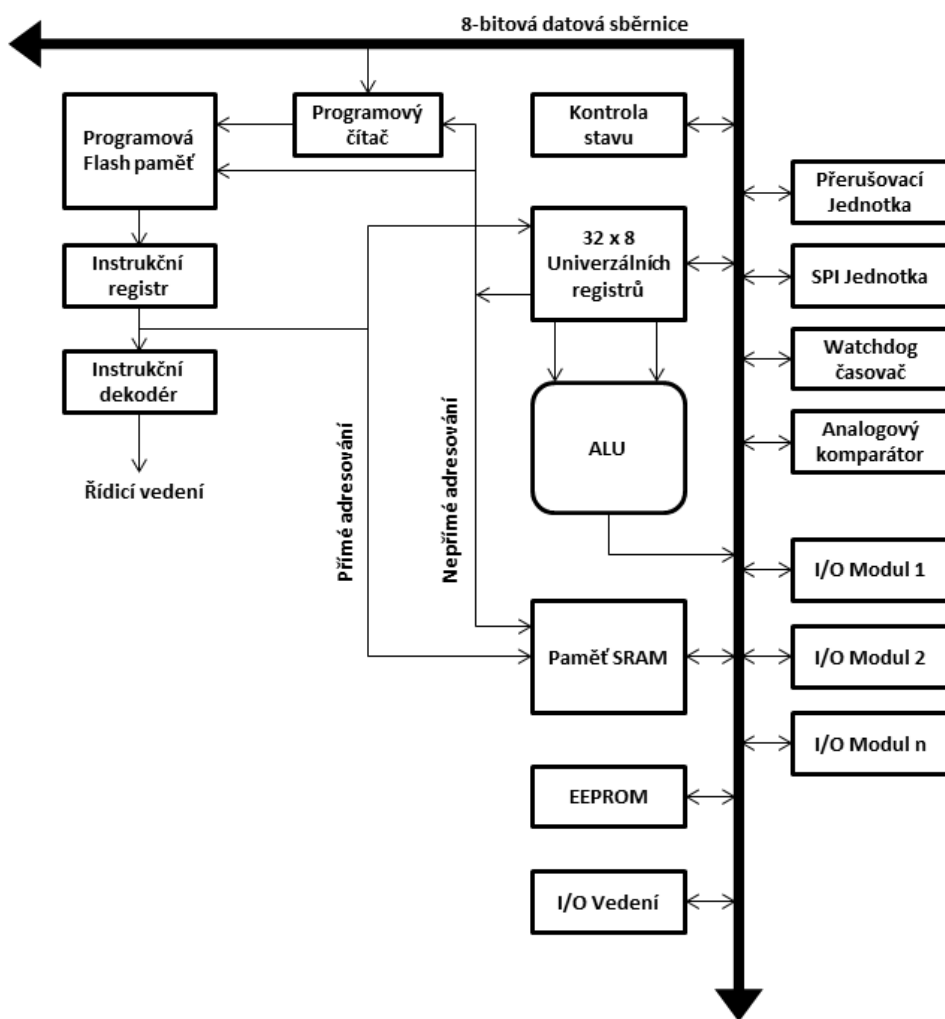 8-bitová datová sběrnice
Programová
Flash paměť
Programový
čítač
Kontrola
stavu
Přerušovací
Jednotka
Instrukční
registr
32 x 8
Univerzálních
registrů
SPI Jednotka
Instrukční
dekodér
Watchdog
časovač
Řídicí vedení
Přímé adresování
Nepřímé adresování
ALU
Analogový
komparátor
I/O Modul 1
Paměť SRAM
I/O Modul 2
I/O Modul n
EEPROM
I/O Vedení